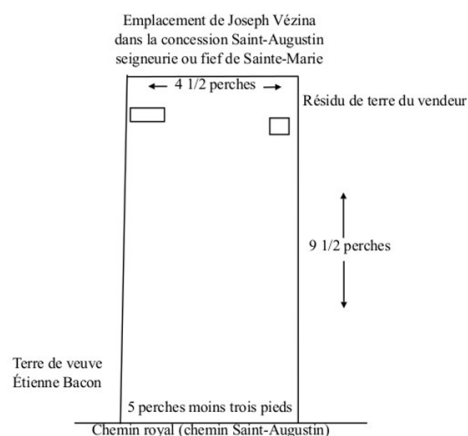 Emplacement de Joseph Vézina
dans la concession Saint-Augustin
seigneurie ou fief de Sainte-Marie
4 1/2 perches
Résidu de terre du vendeur
9 1/2 perches
Terre de veuve
Étienne Bacon
5 perches moins trois pieds
Chemin royal (chemin Saint-Augustin)